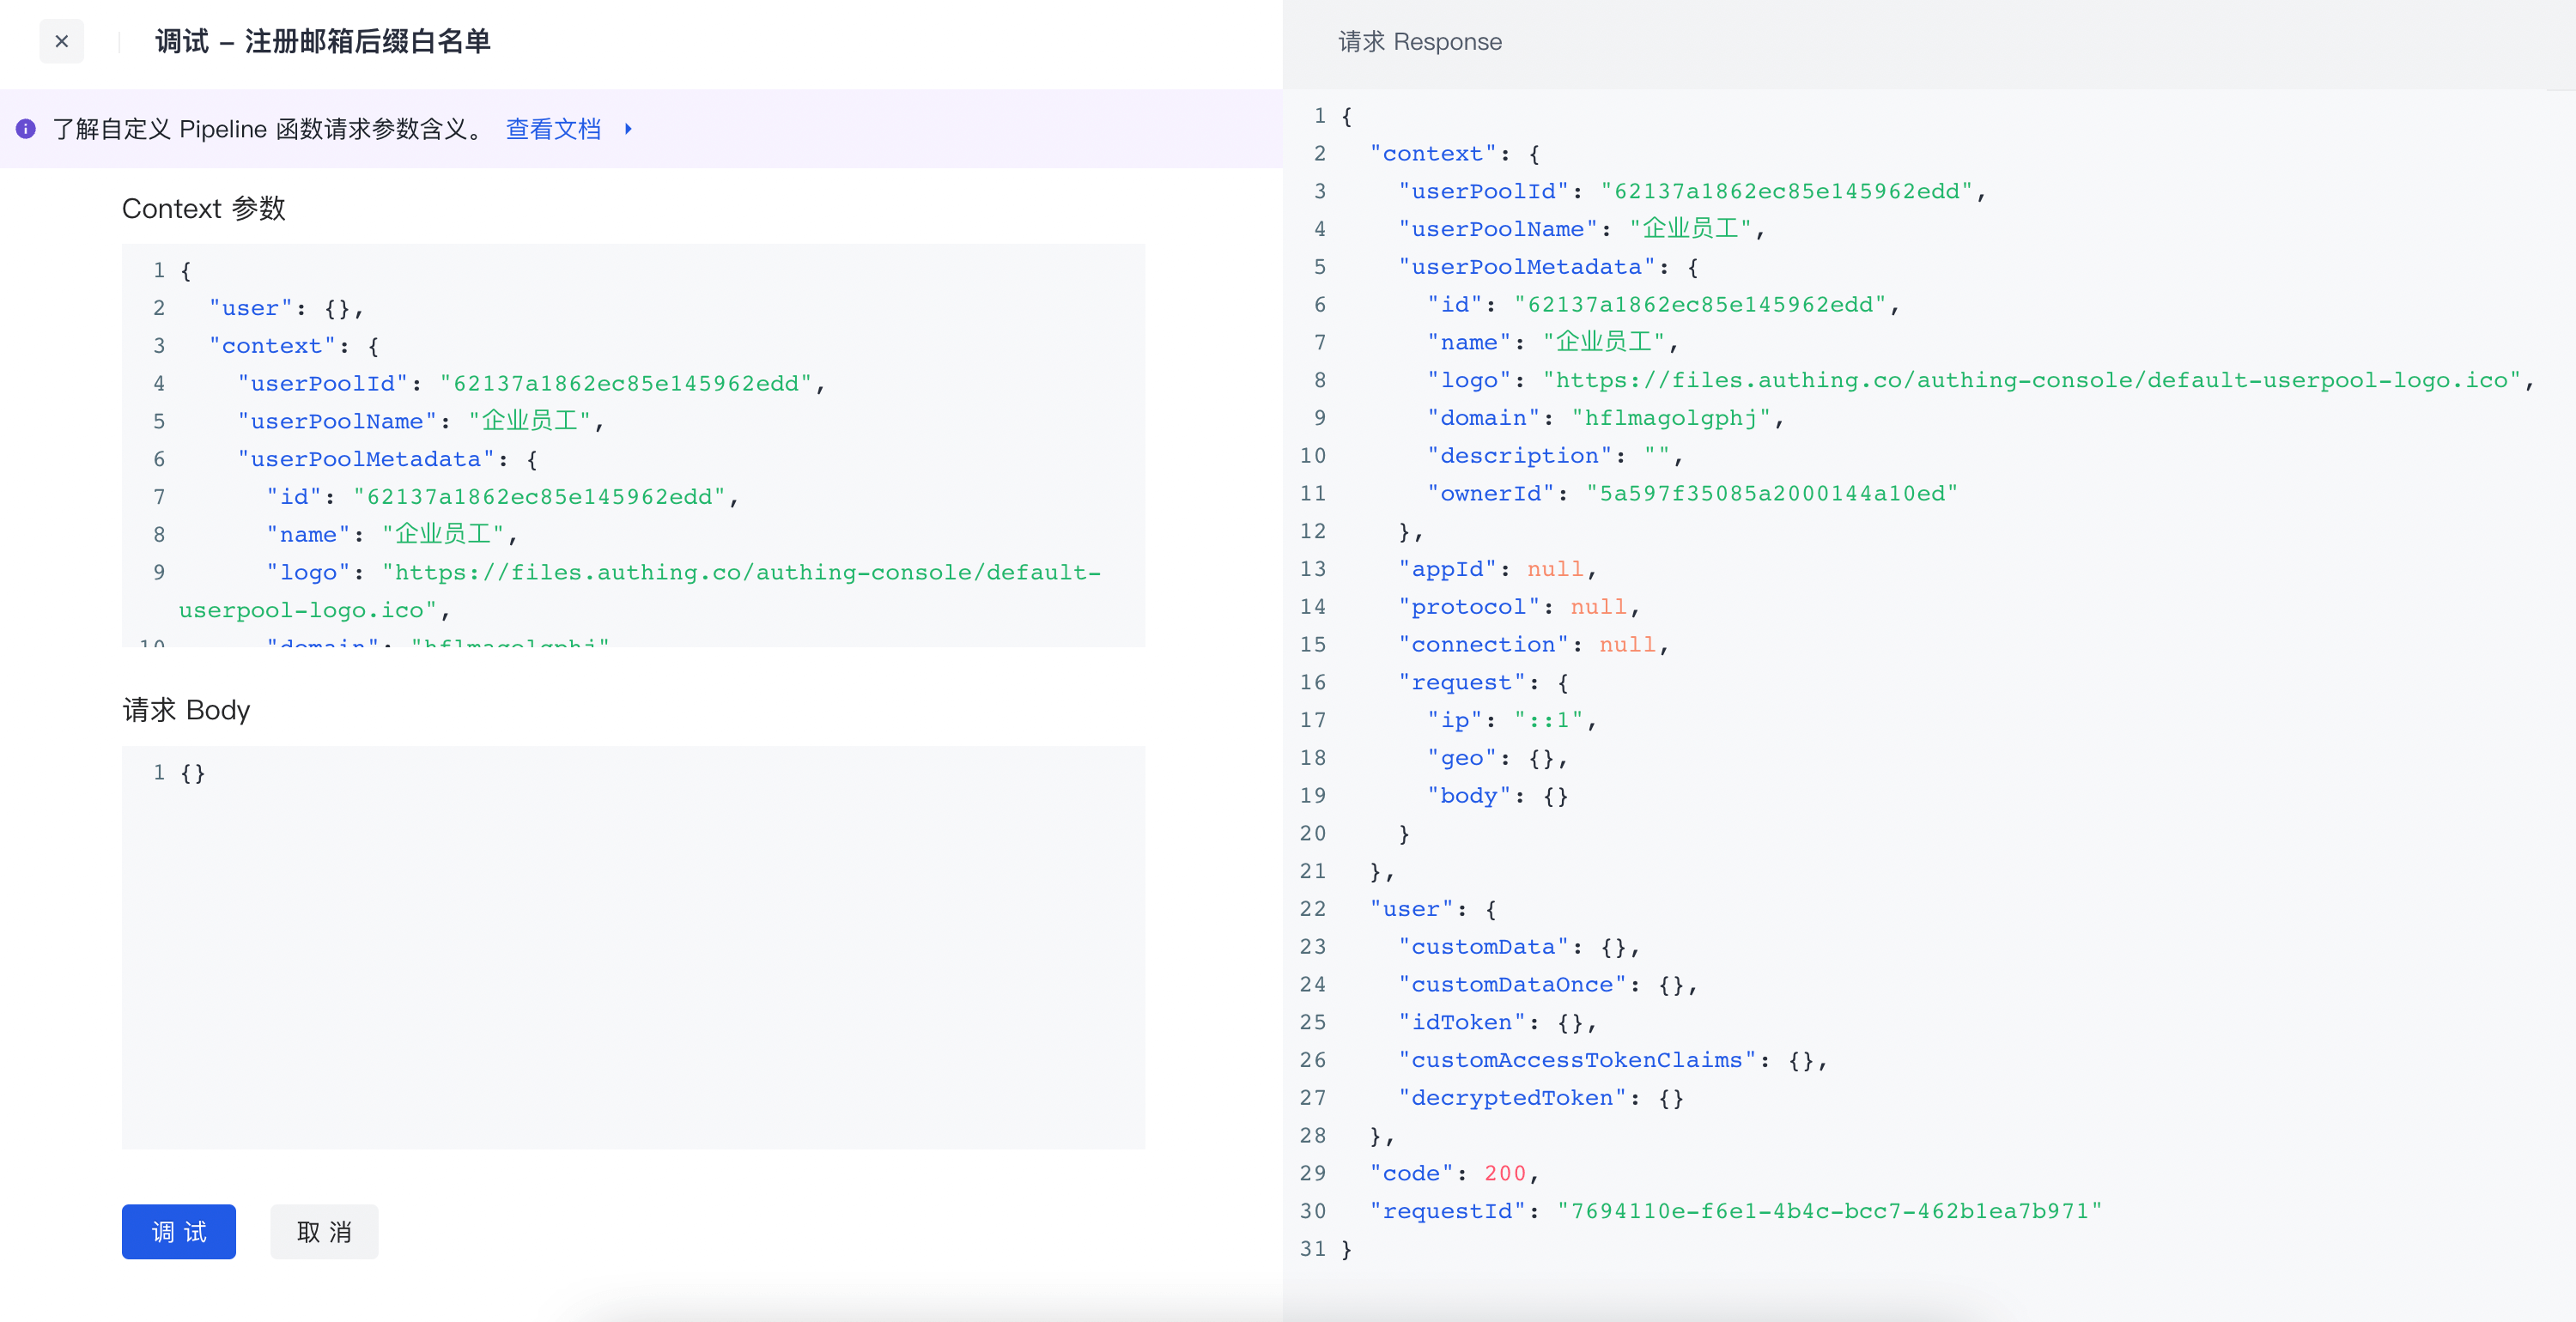 × 调试 – 注册邮箱后缀白名单
了解自定义 Pipeline 函数请求参数含义。 查看文档
Context 参数
1 {
2 "user": {},
3 "context": {
4 "userPoolId": "62137a1862ec85e145962edd",
5 "userPoolName": "企业员工",
6 "userPoolMetadata": {
7 "id": "62137a1862ec85e145962edd",
8 "name": "企业员工",
9 "logo": "https://files.authing.co/authing-console/default-
userpool-logo.ico",
10 "domain": "hflmagolgphj"
请求 Body
1 {}
调 试
取 消
请求 Response
1 {
2 "context": {
3 "userPoolId": "62137a1862ec85e145962edd",
4 "userPoolName": "企业员工",
5 "userPoolMetadata": {
6 "id": "62137a1862ec85e145962edd",
7 "name": "企业员工",
8 "logo": "https://files.authing.co/authing-console/default-userpool-logo.ico",
9 "domain": "hflmagolgphj",
10 "description": "",
11 "ownerId": "5a597f35085a2000144a10ed"
12 },
13 "appId": null,
14 "protocol": null,
15 "connection": null,
16 "request": {
17 "ip": "::1",
18 "geo": {},
19 "body": {}
20 }
21 },
22 "user": {
23 "customData": {},
24 "customDataOnce": {},
25 "idToken": {},
26 "customAccessTokenClaims": {},
27 "decryptedToken": {}
28 },
29 "code": 200,
30 "requestId": "7694110e-f6e1-4b4c-bcc7-462b1ea7b971"
31 }